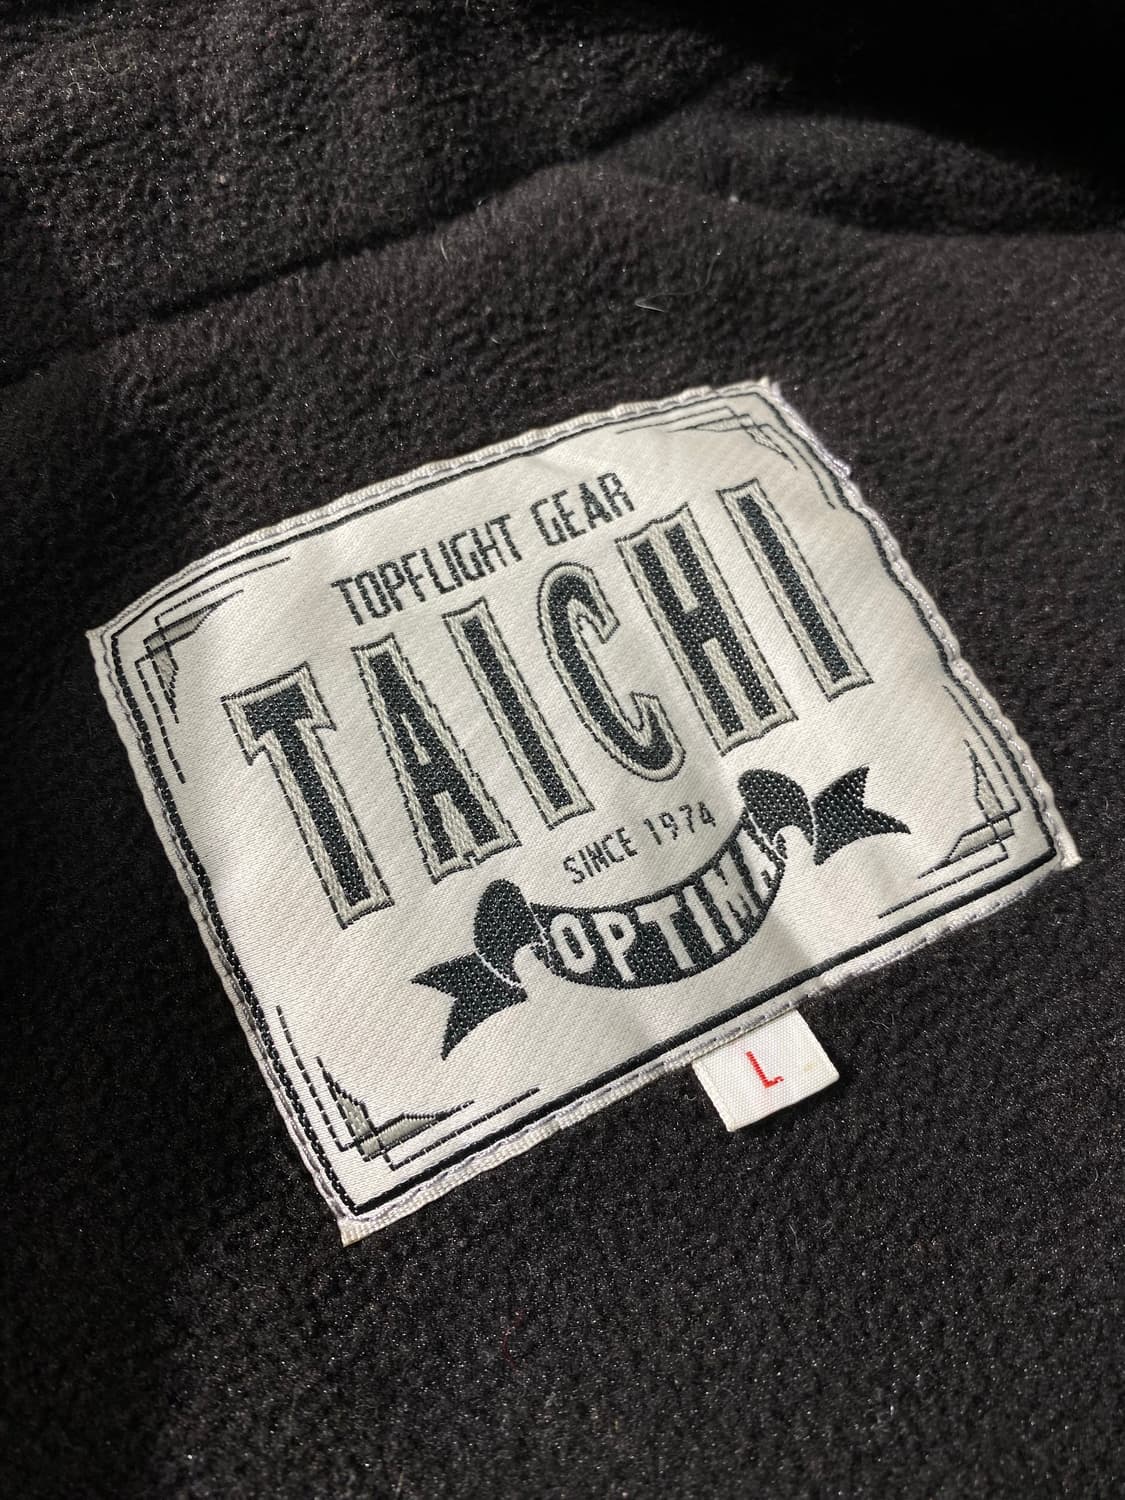 TOPFLIGHT GEAR
TAICHI
SINCE 1974
OPTIMA
L